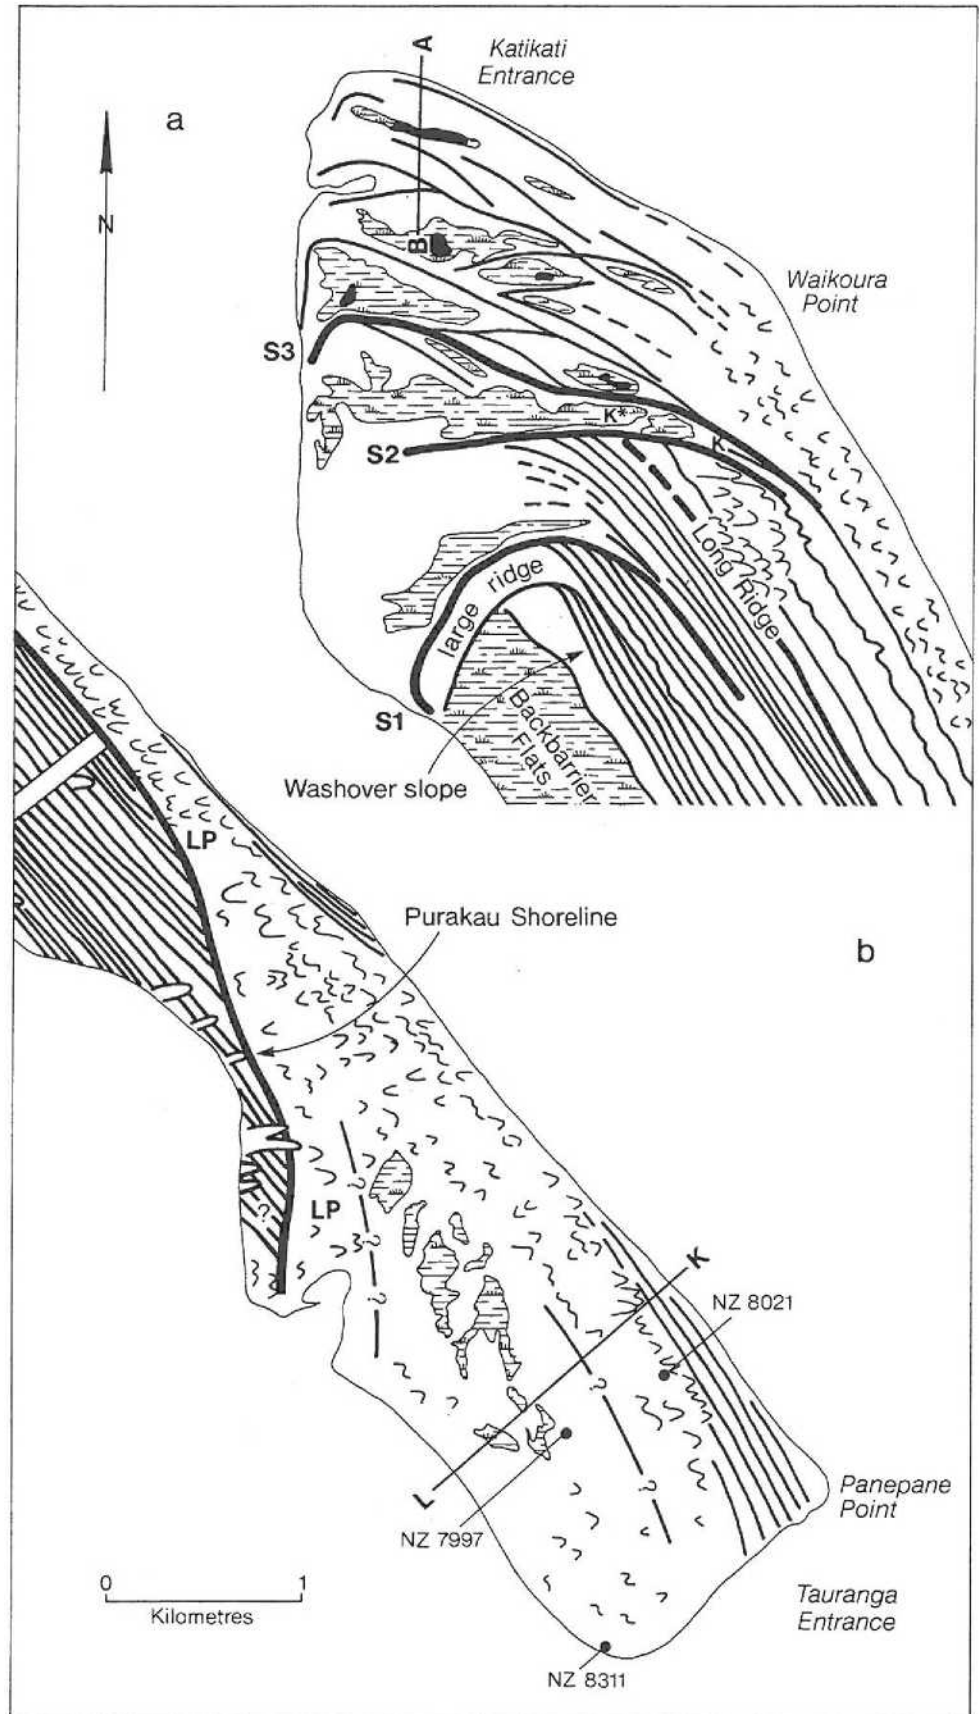 a
N
A
Katikati
Entrance
B
Waikoura
Point
S3
K*
K
S2
Long Ridge
large ridge
S1
Backbarrier
Flats
Washover slope
LP
Purakau Shoreline
b
?
LP
?
?
?
K
NZ 8021
?
?
L
NZ 7997
Panepane
Point
0 1
Kilometres
Tauranga
Entrance
NZ 8311